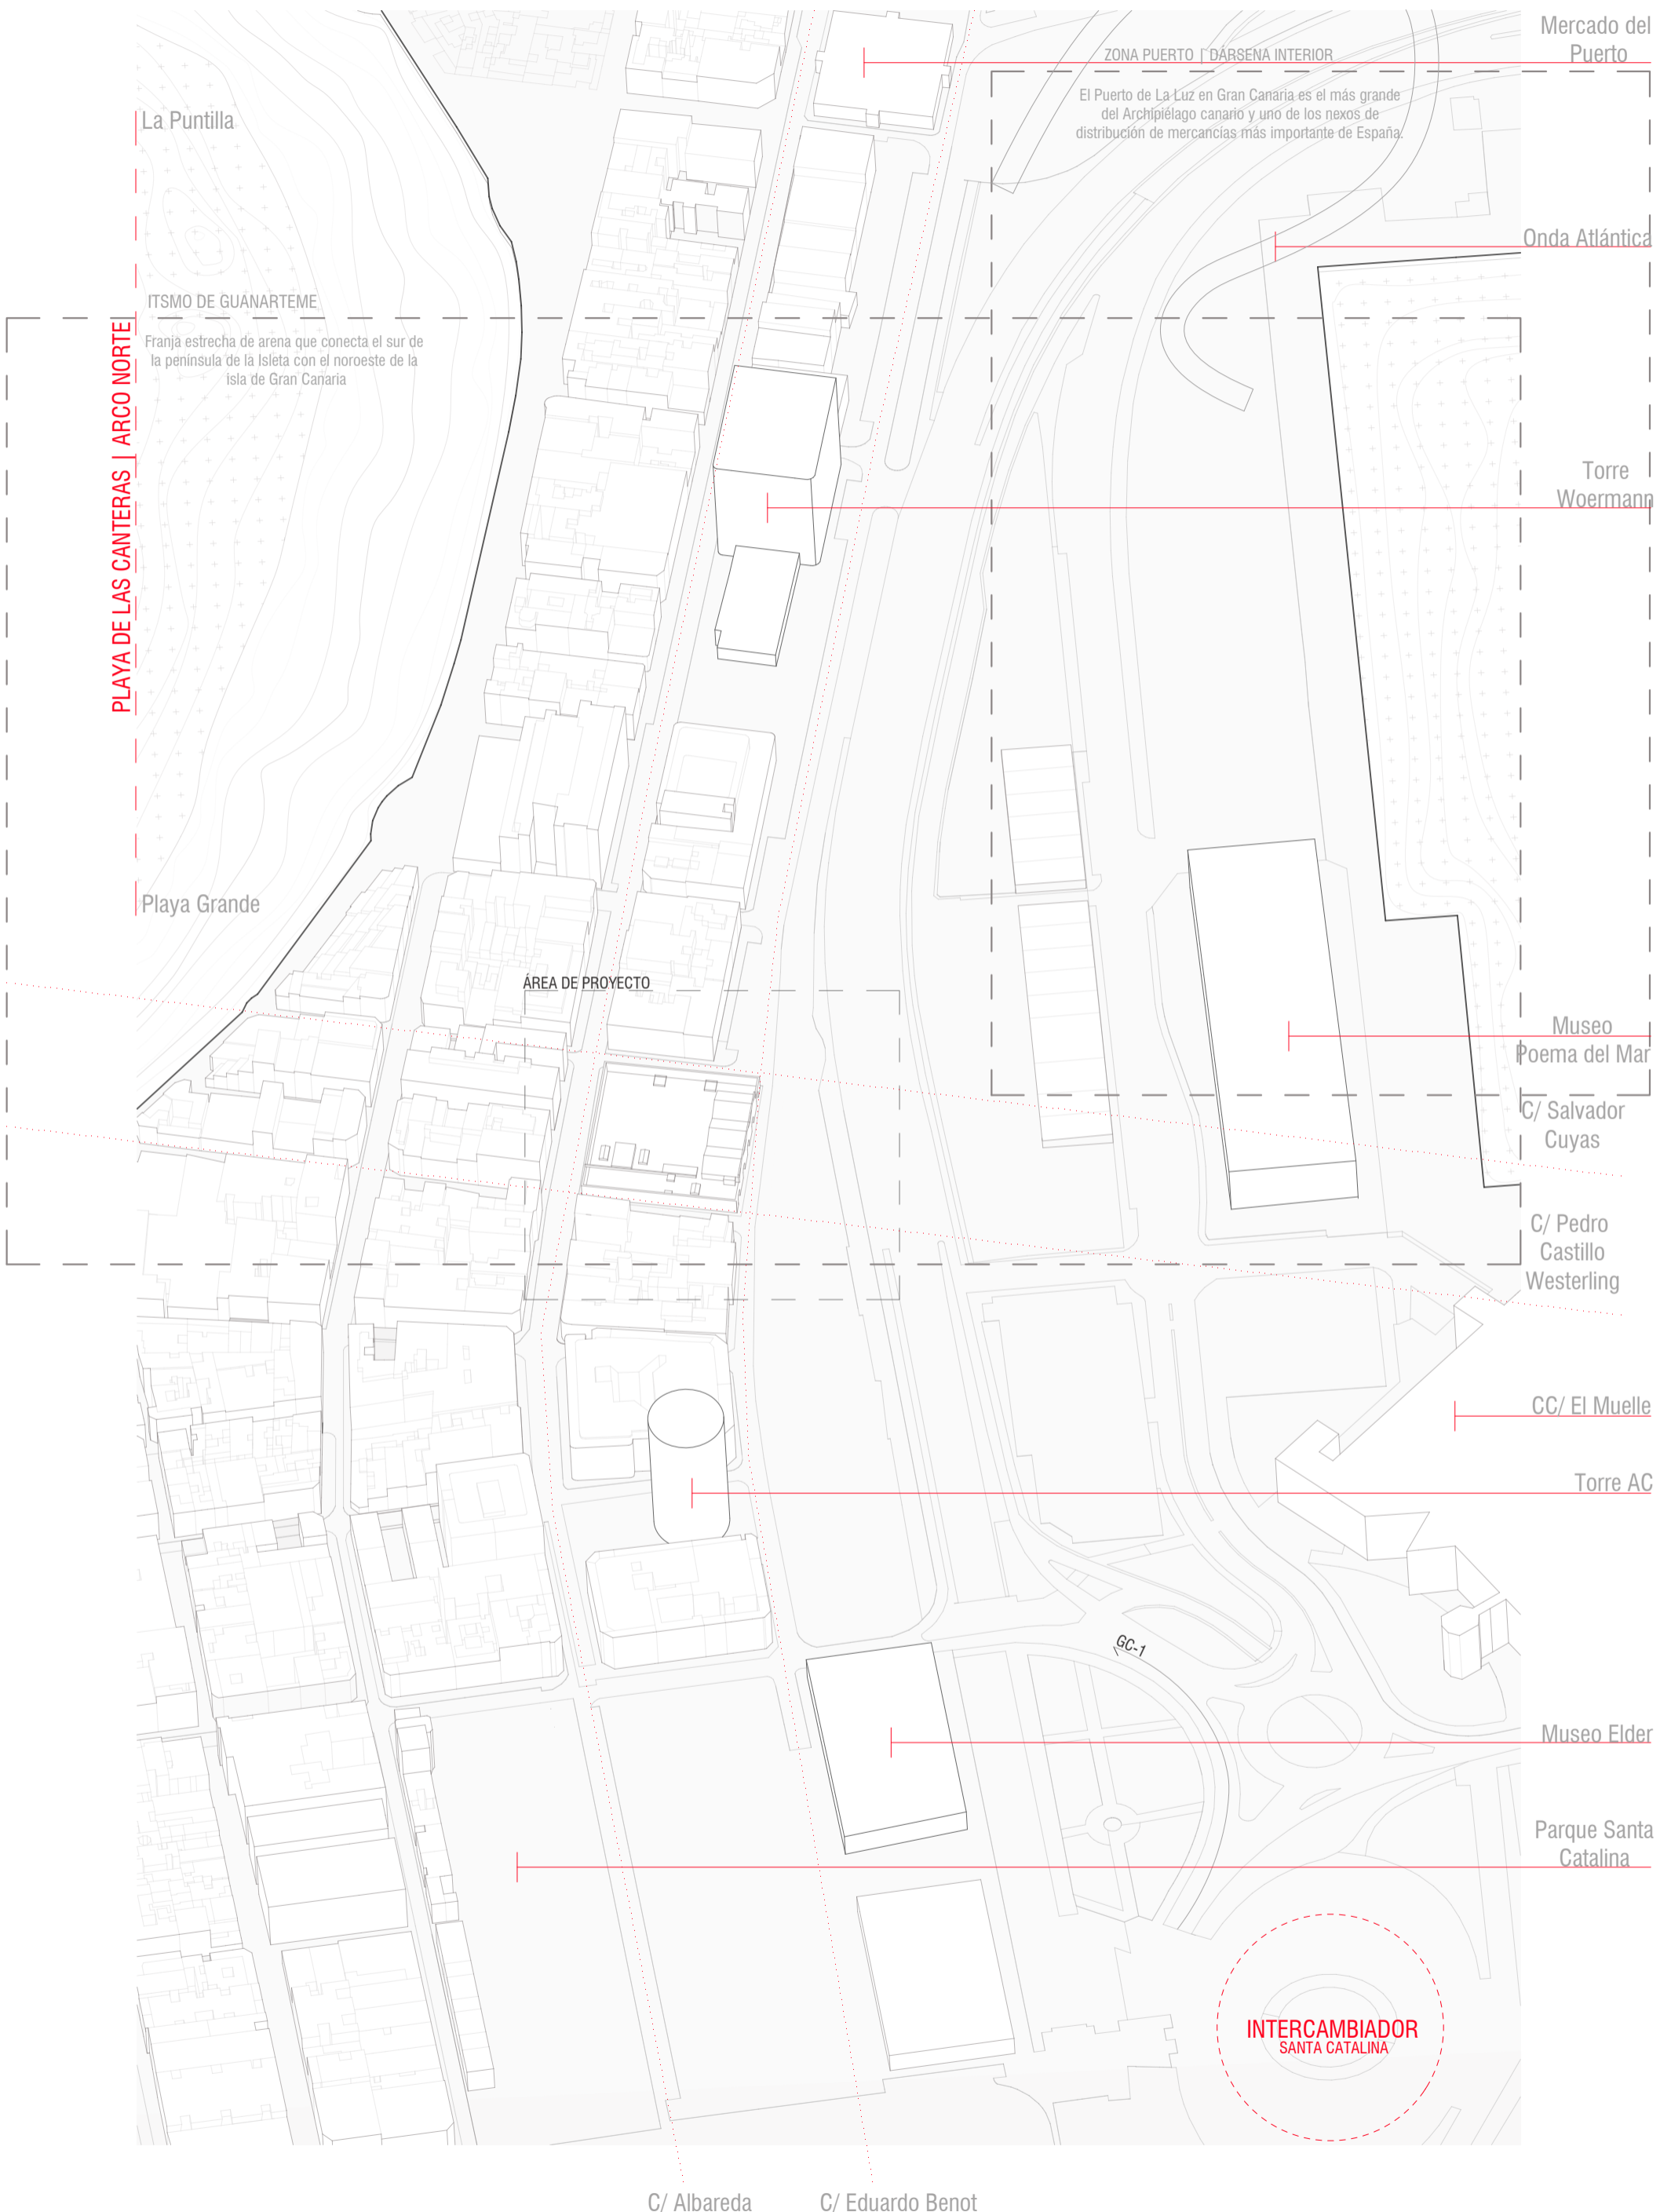 Mercado del
Puerto
ZONA PUERTO | DÁRSENA INTERIOR
El Puerto de La Luz en Gran Canaria es el más grande
del Archipiélago canario y uno de los nexos de
distribución de mercancías más importante de España.
La Puntilla
Onda Atlántica
ITSMO DE GUANARTEME
Franja estrecha de arena que conecta el sur de
la península de la Isleta con el noroeste de la
isla de Gran Canaria
PLAYA DE LAS CANTERAS | ARCO NORTE
Torre
Woermann
Playa Grande
ÁREA DE PROYECTO
Museo
Poema del Mar
C/ Salvador
Cuyas
C/ Pedro
Castillo
Westerling
CC/ El Muelle
Torre AC
GC-1
Museo Elder
Parque Santa
Catalina
INTERCAMBIADOR
SANTA CATALINA
C/ Albareda
C/ Eduardo Benot